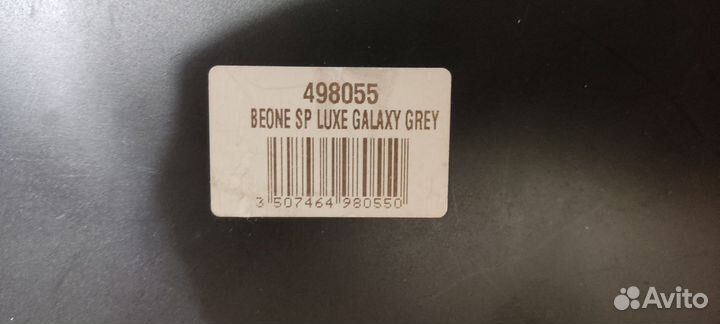 498055
BEONE SP LUXE GALAXY GREY
3 507464 980550
Avito